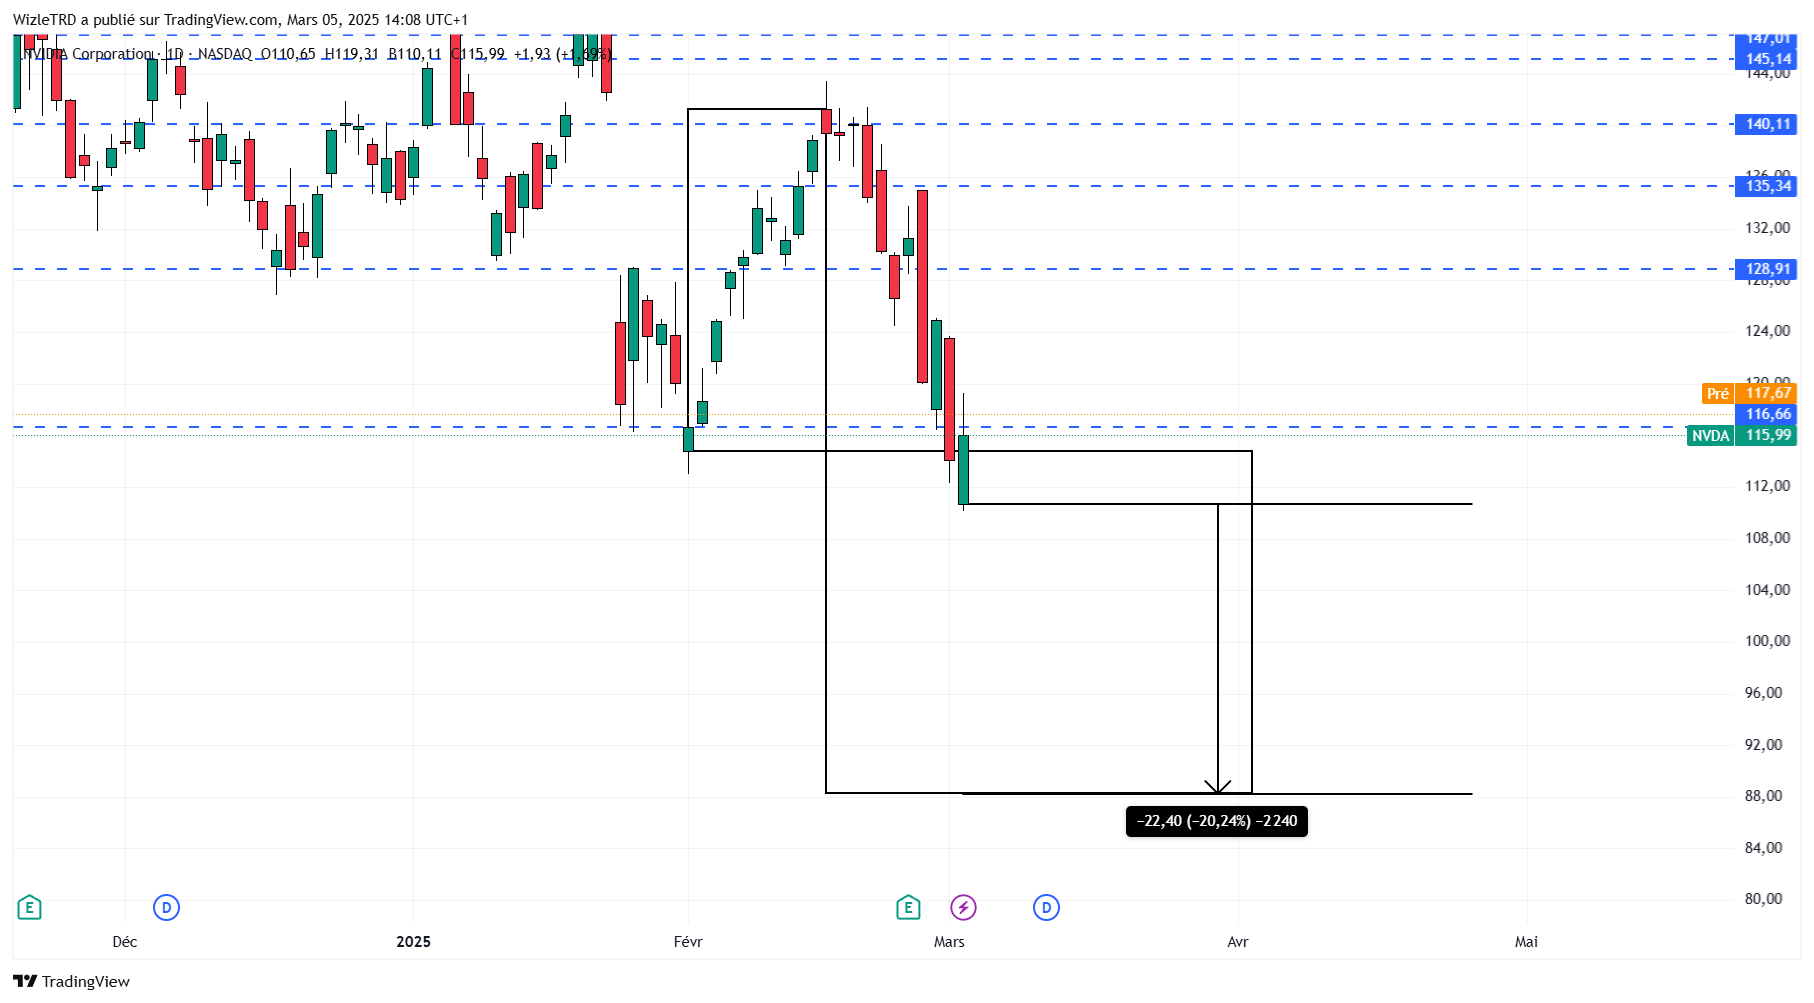 WizleTRD a publié sur TradingView.com, Mars 05, 2025 14:08 UTC+1
NVIDIA Corporation · 1D · NASDAQ O110,65 H119,31 B110,11 C115,99 +1,93 (+1,69%)
147,01
145,14
144,00
140,11
136,00
135,34
132,00
128,91
128,00
124,00
120,00
Pré 117,67
116,66
NVDA 115,99
112,00
108,00
104,00
100,00
96,00
92,00
88,00
−22,40 (−20,24%) −2240
84,00
80,00
E D E D
Déc 2025 Févr Mars Avr Mai
TradingView